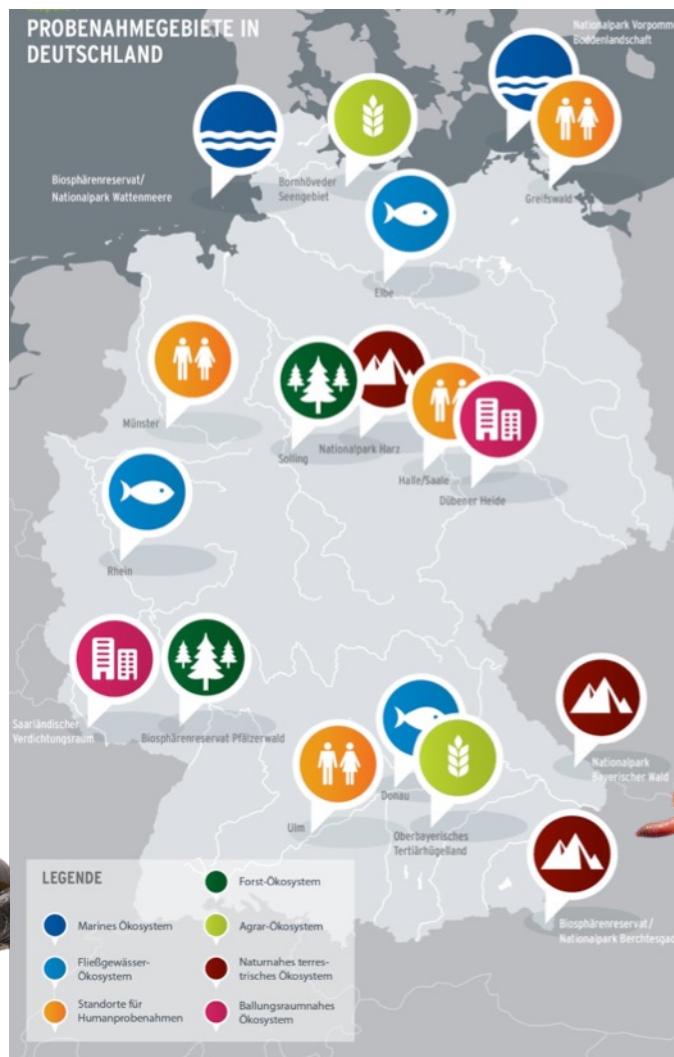 PROBENAHMEGEBIETE IN
DEUTSCHLAND
Nationalpark
Boddenlandschaft
Biosphärenreservat/
Nationalpark Wattenmeere
Bornhöveder
Seengebiet
Greifswald
Elbe
Münster
Solling
Nationalpark Harz
Halle/Saale
Dübener Heide
Rhein
Saarländischer
Verdichtungsraum
Biosphärenreservat Pfälzerwald
Nationalpark
Bayerischer Wald
Donau
Ulm
Oberbayerisches
Tertiärhügelland
Biosphärenreservat/
Nationalpark
LEGENDE
Marines Ökosystem
Fließgewässer-
Ökosystem
Standorte für
Humanprobenahmen
Forst-Ökosystem
Agrar-Ökosystem
Naturnahes terres-
trisches Ökosystem
Ballungsraumnahes
Ökosystem